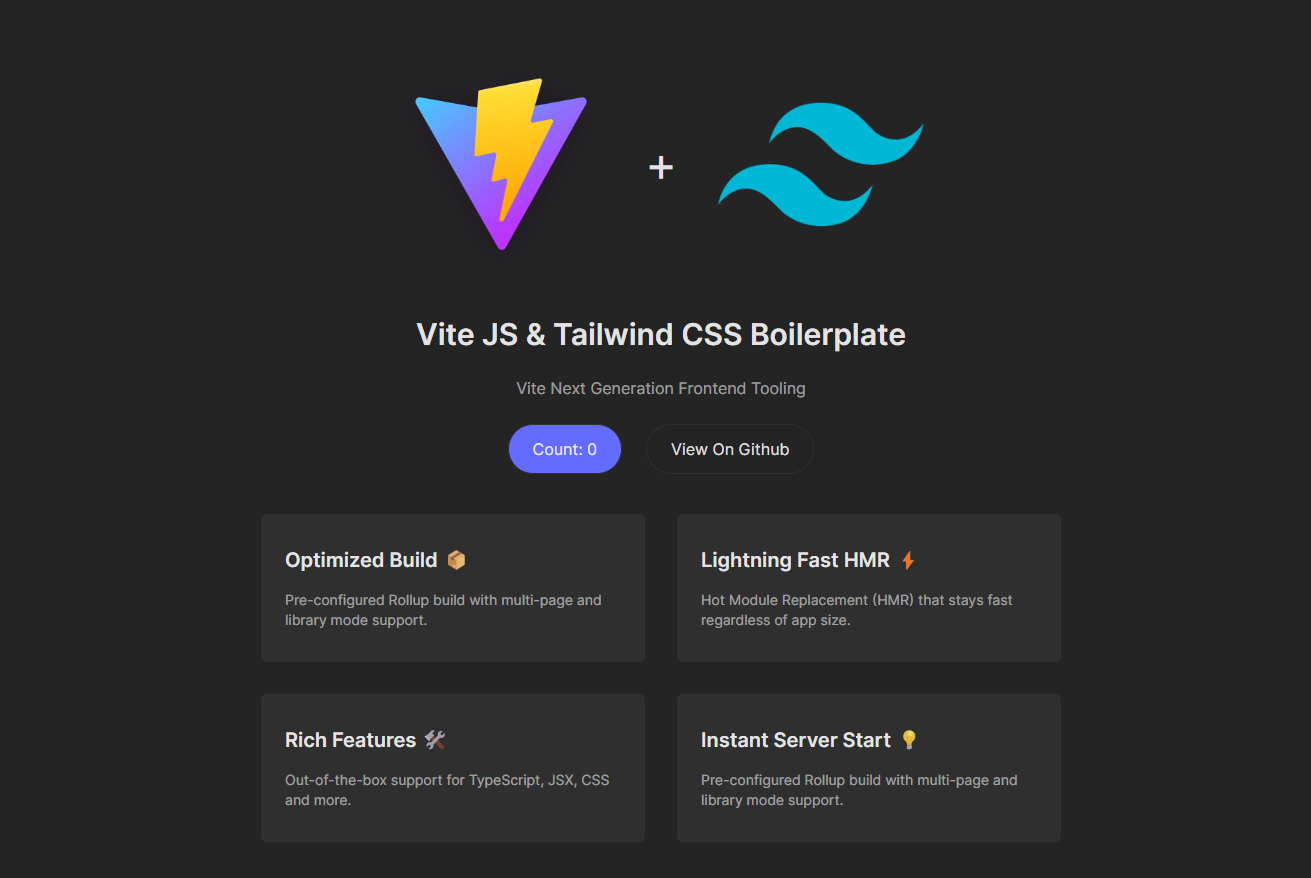 +
Vite JS & Tailwind CSS Boilerplate
Vite Next Generation Frontend Tooling
Count: 0
View On Github
Optimized Build 📦
Pre-configured Rollup build with multi-page and
library mode support.
Lightning Fast HMR ⚡
Hot Module Replacement (HMR) that stays fast
regardless of app size.
Rich Features 🛠️
Out-of-the-box support for TypeScript, JSX, CSS
and more.
Instant Server Start 💡
Pre-configured Rollup build with multi-page and
library mode support.